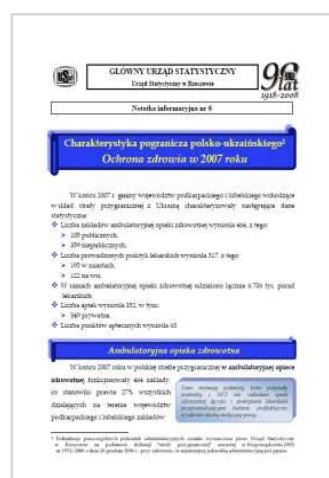 GŁÓWNY URZĄD STATYSTYCZNY
Urząd Statystyczny w Rzeszowie
90 lat
1918-2008
Notatka informacyjna nr 6
Charakterystyka pogranicza polsko-ukraińskiego¹
Ochrona zdrowia w 2007 roku
W końcu 2007 r. gminy województw podkarpackiego i lubelskiego wchodzące
w skład strefy przygranicznej z Ukrainą charakteryzowały następujące dane
statystyczne:
❖ Liczba zakładów ambulatoryjnej opieki zdrowotnej wyniosła 464, z tego:
➢ 105 publicznych,
➢ 359 niepublicznych,
❖ Liczba prowadzonych praktyk lekarskich wyniosła 317, z tego:
➢ 195 w miastach,
➢ 122 na wsi,
❖ W ramach ambulatoryjnej opieki zdrowotnej udzielono łącznie 6 706 tys. porad
lekarskich
❖ Liczba aptek wyniosła 352, w tym:
➢ 349 prywatne,
❖ Liczba punktów aptecznych wyniosła 68
Ambulatoryjna opieka zdrowotna
W końcu 2007 roku w polskiej strefie przygranicznej w ambulatoryjnej opiece
zdrowotnej funkcjonowały 464 zakłady,
co stanowiło prawie 27% wszystkich
działających na terenie województw
podkarpackiego i lubelskiego zakładów